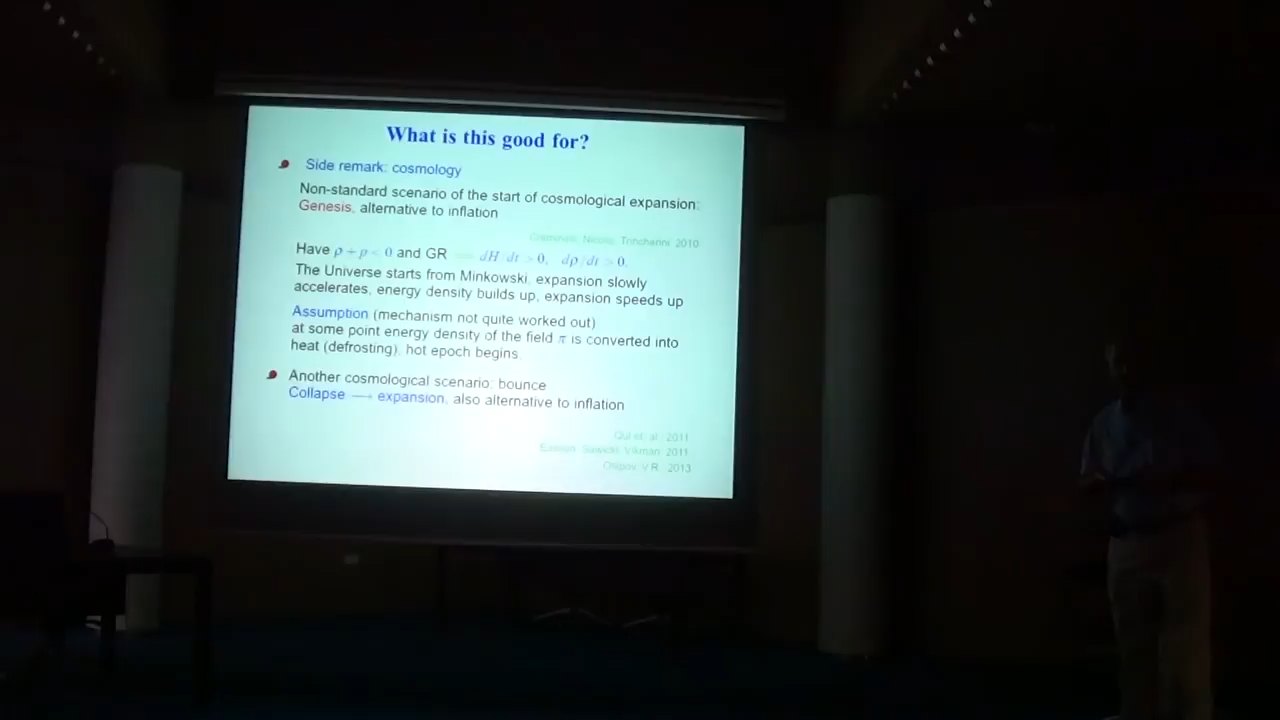 What is this good for?
Side remark: cosmology
Non-standard scenario of the start of cosmological expansion:
Genesis, alternative to inflation
Creminelli, Nicolis, Trincherini 2010
Have ρ + p < 0 and GR ⟹ dH/dt > 0, dρ/dt > 0.
The Universe starts from Minkowski, expansion slowly
accelerates, energy density builds up, expansion speeds up
Assumption (mechanism not quite worked out)
at some point energy density of the field π is converted into
heat (defrosting), hot epoch begins.
Another cosmological scenario: bounce
Collapse ⟶ expansion, also alternative to inflation
Qui et. al. 2011
Easson, Sawicki, Vikman 2011
Osipov, V.R. 2013